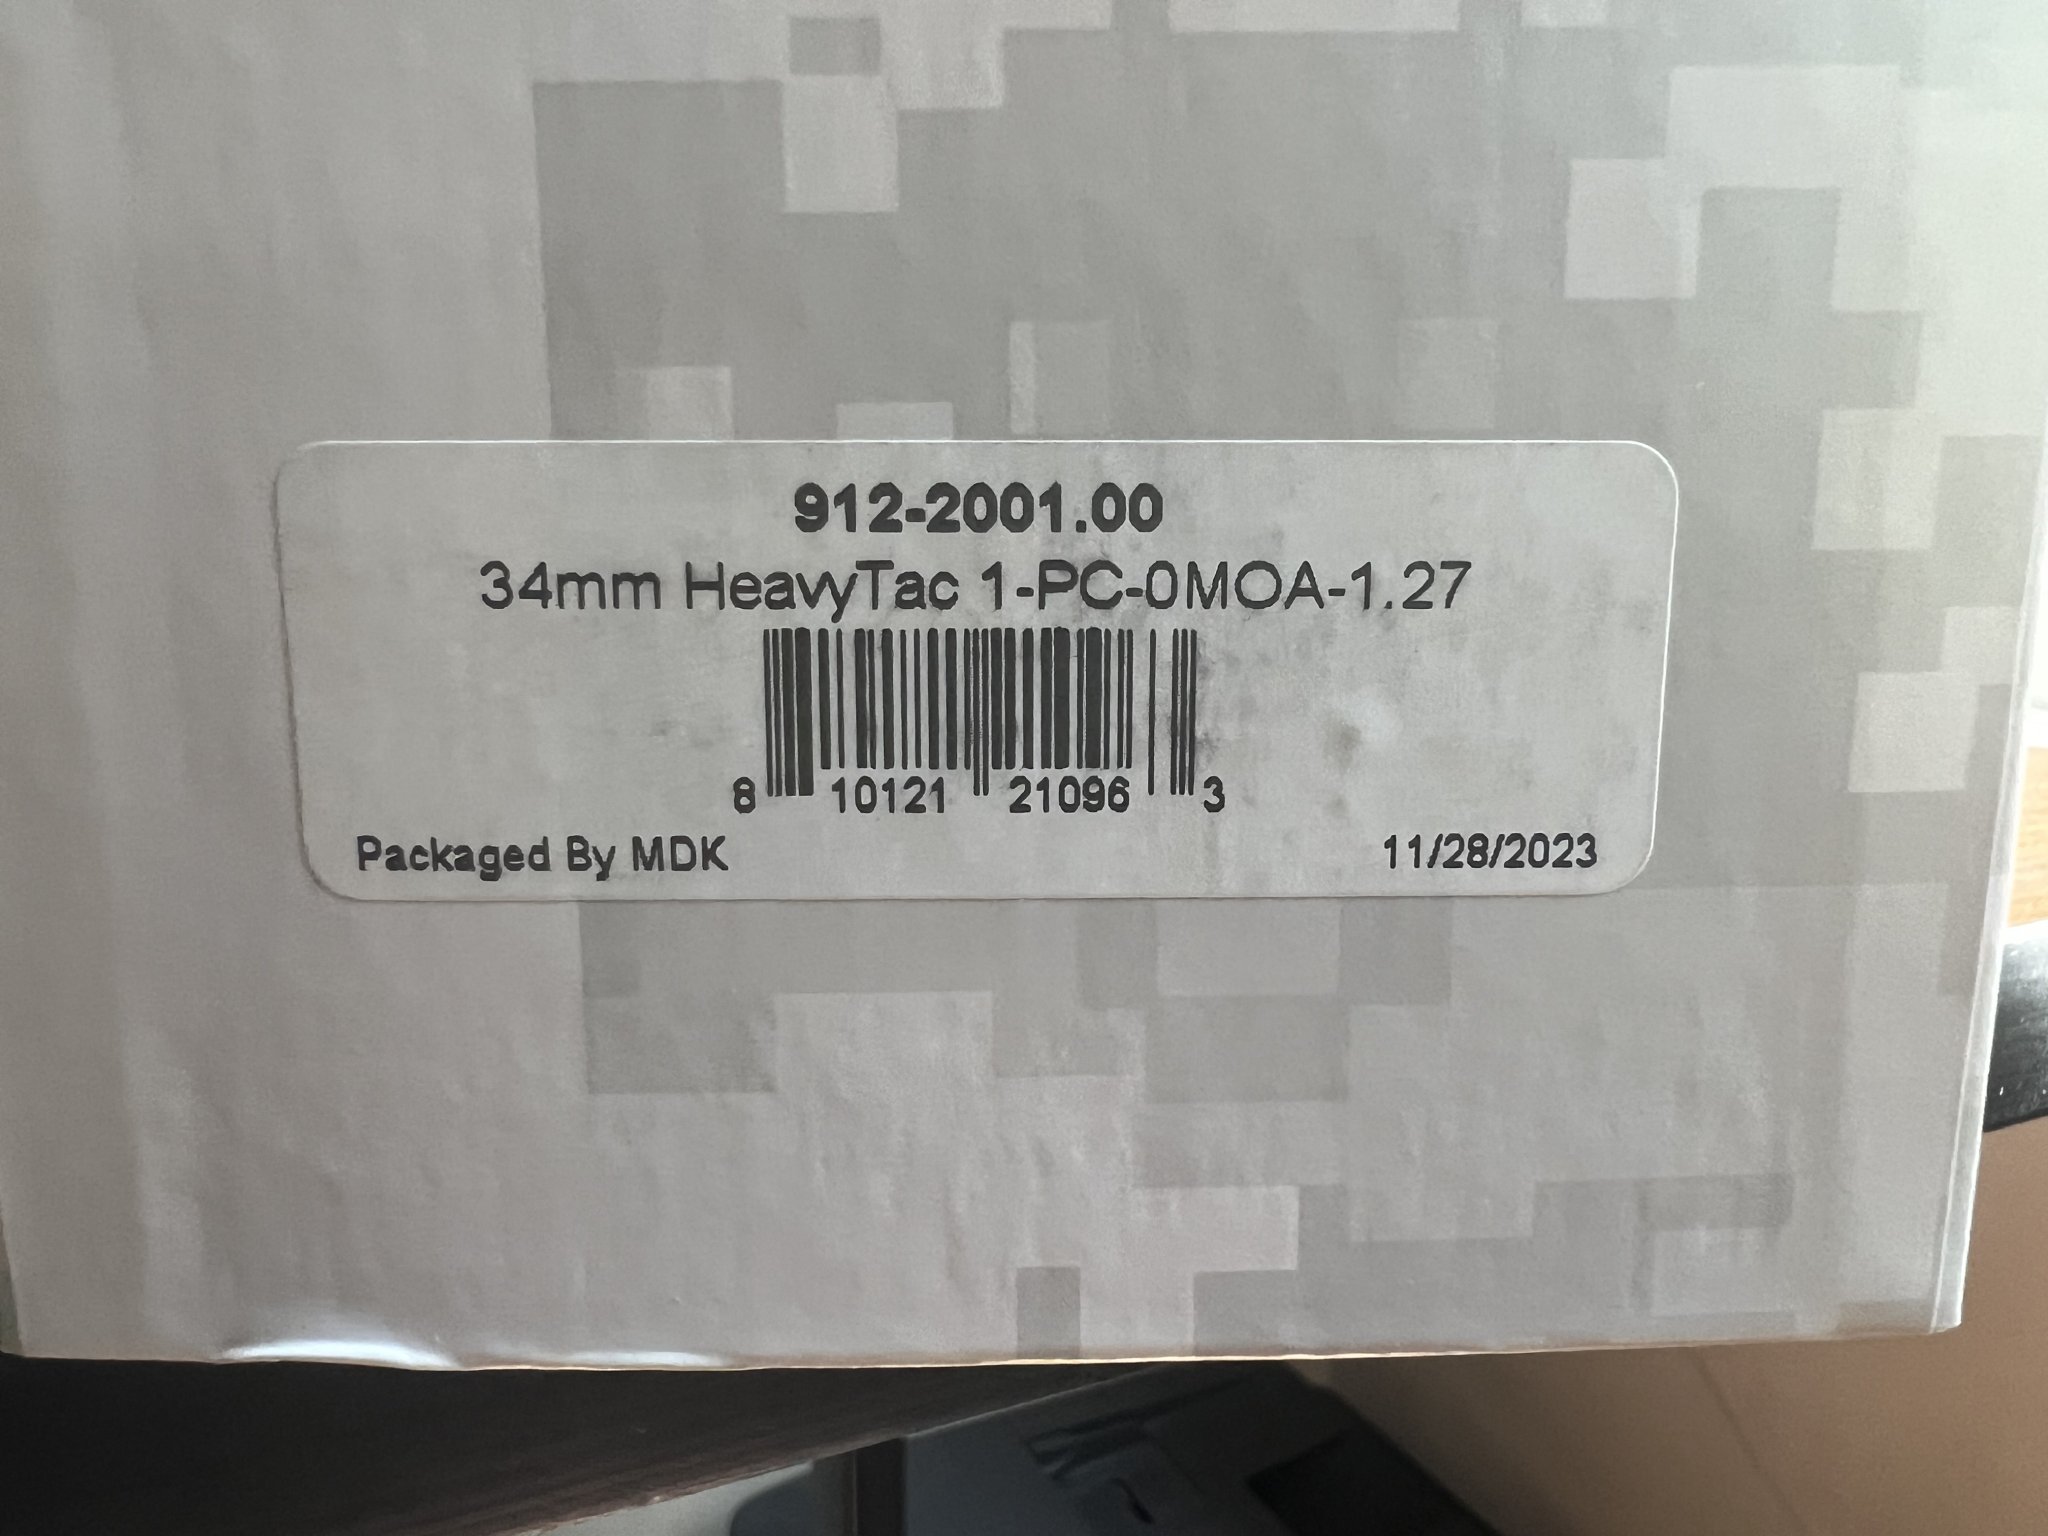 912-2001.00
34mm HeavyTac 1-PC-0MOA-1.27
8 10121 21096 3
Packaged By MDK 11/28/2023